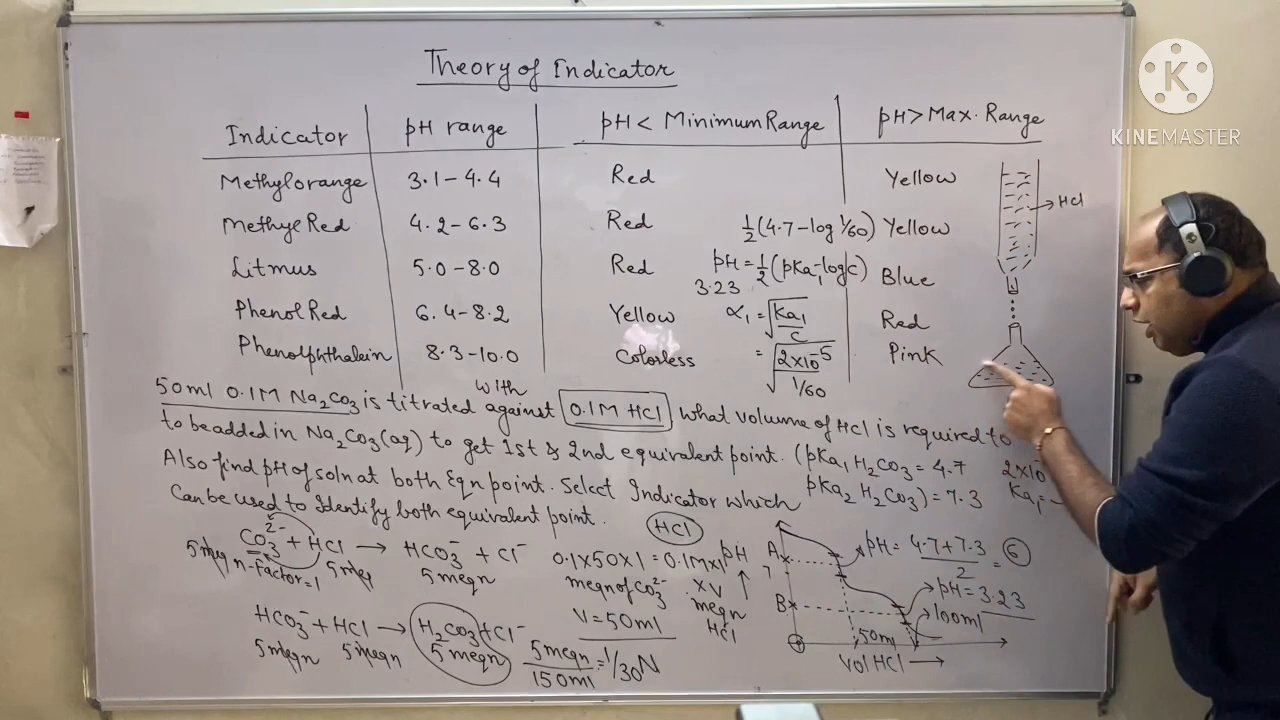 Theory of Indicator
Indicator pH range pH < Minimum Range pH > Max. Range
Methyl orange 3.1 - 4.4 Red Yellow
Methyl Red 4.2 - 6.3 Red Yellow
Litmus 5.0 - 8.0 Red Blue
Phenol Red 6.4 - 8.2 Yellow Red
Phenolphthalein 8.3 - 10.0 Colorless Pink
½(4.7 - log 1/60)
pH = ½(pKa₁ - log c)
3.23
α₁ = √(Ka₁/c)
= √(2×10⁻⁵/(1/60))
→ HCl
50ml 0.1M Na₂CO₃ is titrated against with 0.1M HCl what volume of HCl is required to
to be added in Na₂CO₃(aq) to get 1st & 2nd equivalent point. (pKa₁ H₂CO₃ = 4.7
Also find pH of soln at both Eqn point. Select Indicator which pKa₂ H₂CO₃) = 7.3
Can be used to Identify both equivalent point.
2×10
Ka₁ =
CO₃²⁻ + HCl → HCO₃⁻ + Cl⁻
5meq n-Factor=1 5meq 5meqn
HCO₃⁻ + HCl → H₂CO₃ + Cl⁻
5meqn 5meqn 5meqn
HCl
0.1×50×1 = 0.1M×1
×V
meqn of CO₃²⁻ meqn
HCl
V = 50ml
5meqn/150ml = 1/30 N
pH ↑
A
7
B
pH = (4.7+7.3)/2 = 6
pH = 3.23
100ml
50ml
Vol HCl →
K
KINEMASTER